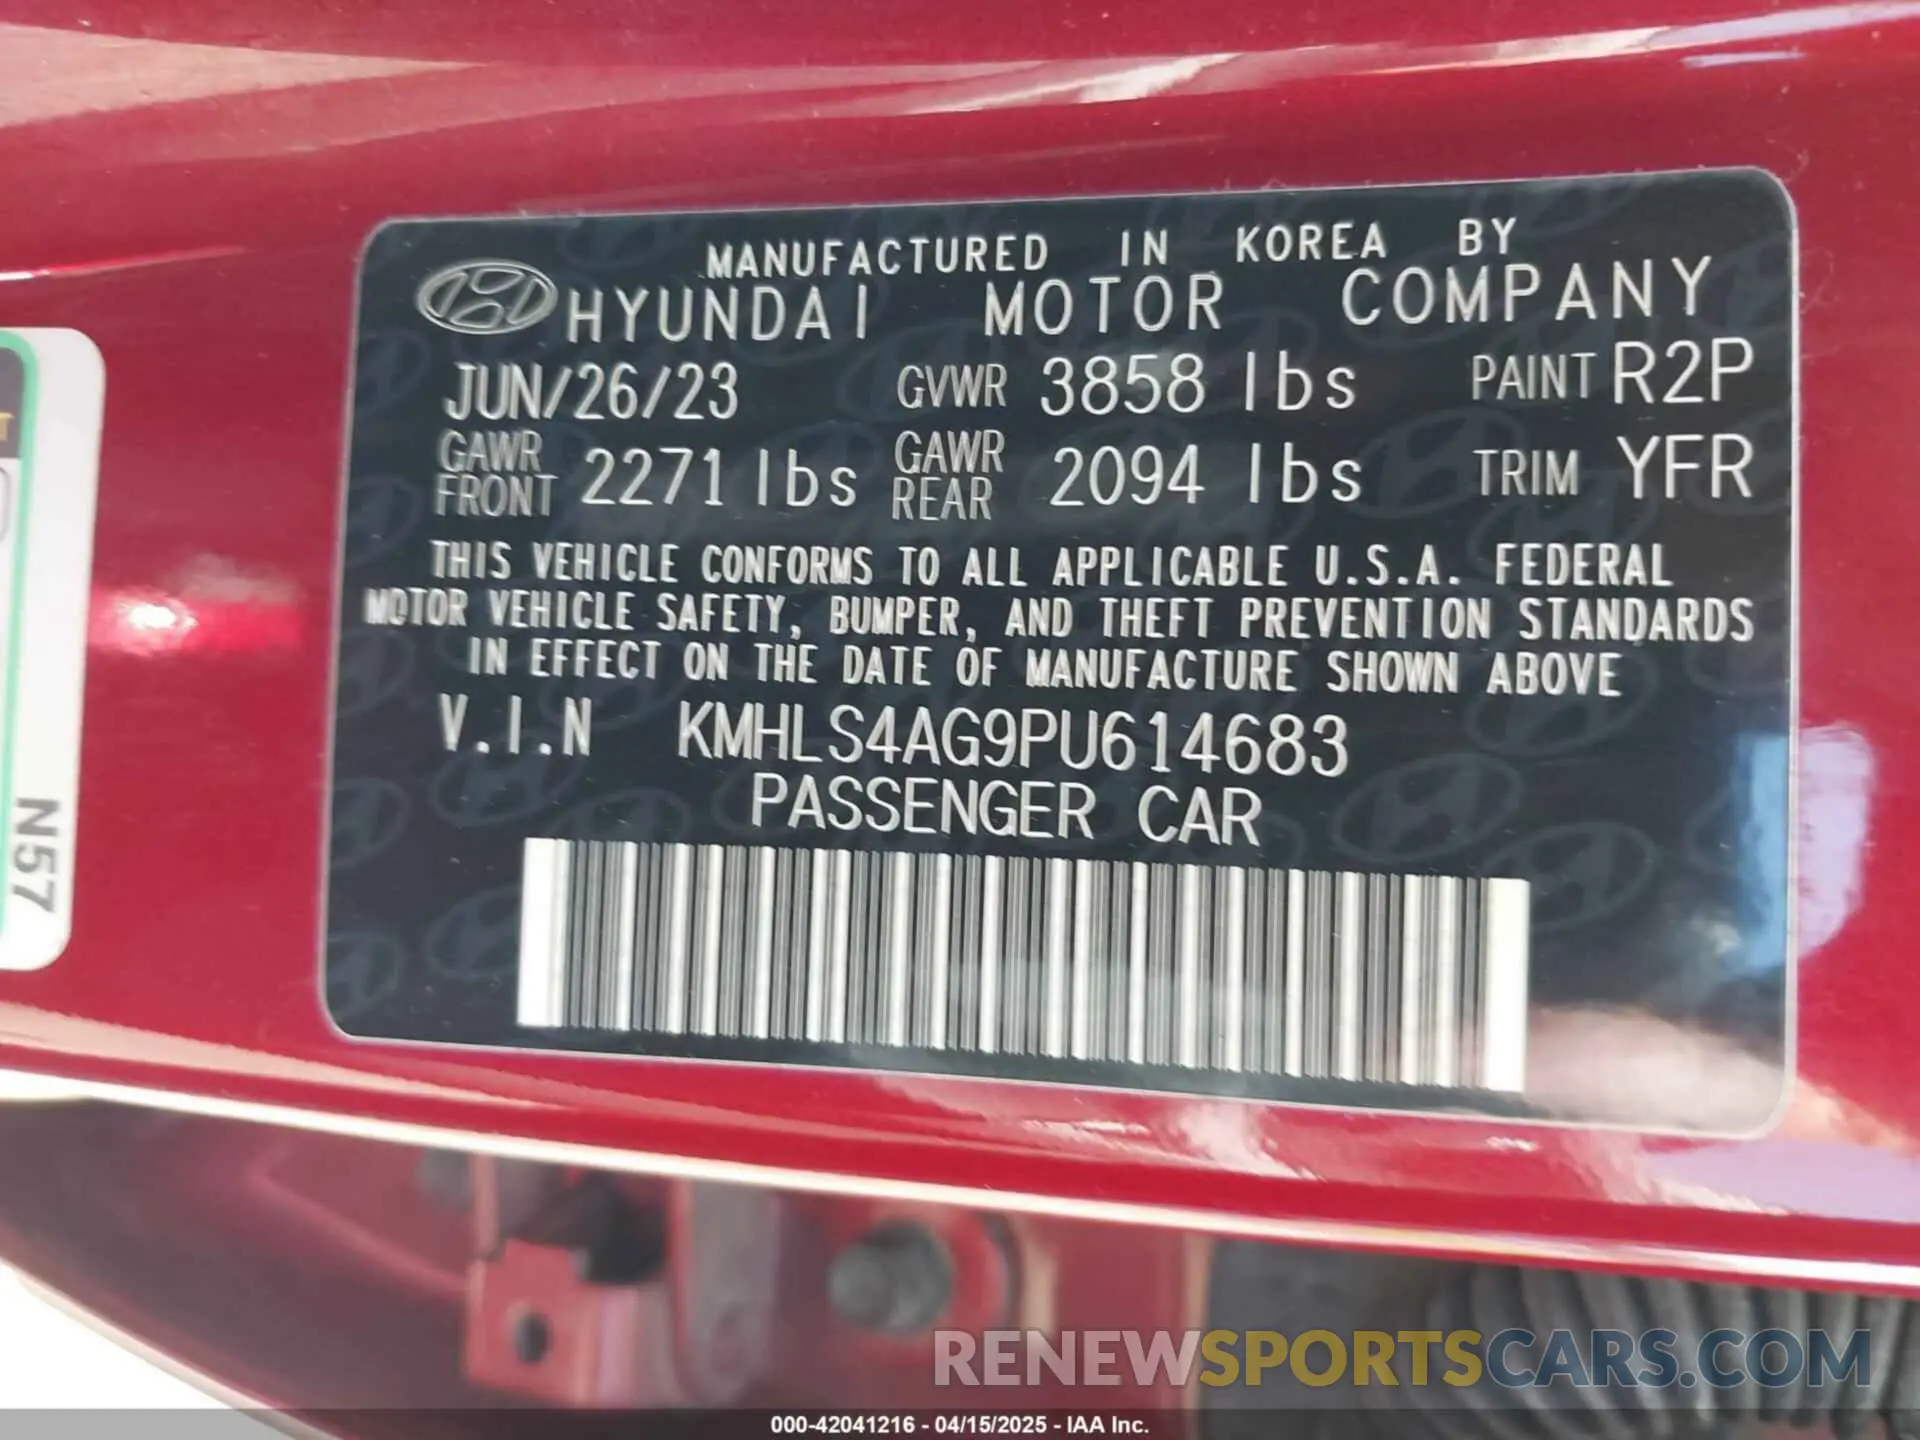 MANUFACTURED IN KOREA BY
HYUNDAI MOTOR COMPANY
JUN/26/23 GVWR 3858 lbs PAINT R2P
GAWR FRONT 2271 lbs GAWR REAR 2094 lbs TRIM YFR
THIS VEHICLE CONFORMS TO ALL APPLICABLE U.S.A. FEDERAL
MOTOR VEHICLE SAFETY, BUMPER, AND THEFT PREVENTION STANDARDS
IN EFFECT ON THE DATE OF MANUFACTURE SHOWN ABOVE
V.I.N KMHLS4AG9PU614683
PASSENGER CAR
N57
RENEWSPORTSCARS.COM
000-42041216 - 04/15/2025 - IAA Inc.